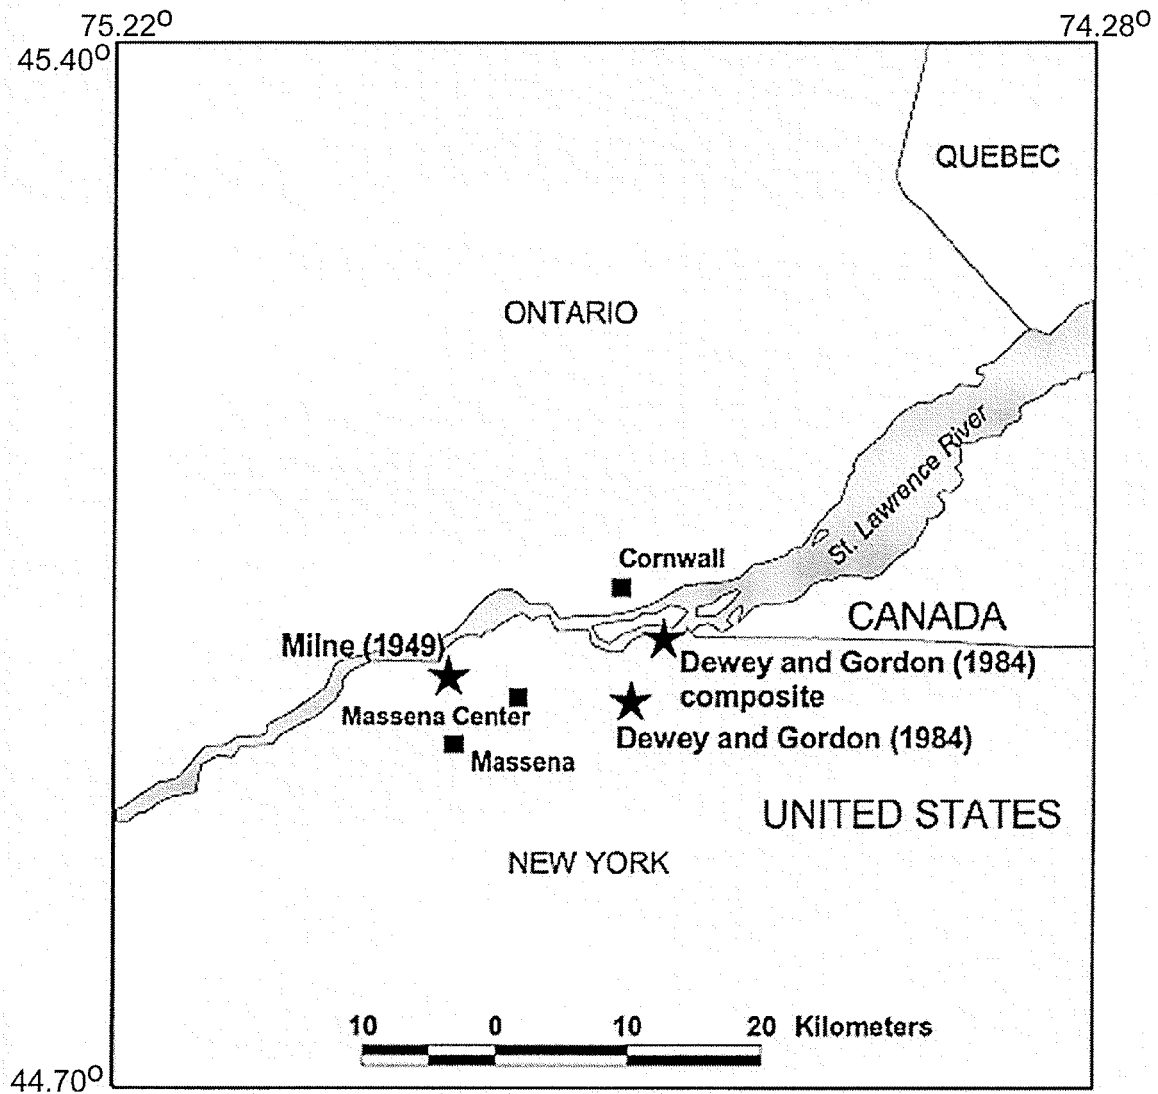 75.22°
74.28°
45.40°
QUEBEC
ONTARIO
St. Lawrence River
Cornwall
CANADA
Milne (1949)
Dewey and Gordon (1984)
composite
Massena Center
Dewey and Gordon (1984)
Massena
UNITED STATES
NEW YORK
10 0 10 20 Kilometers
44.70°